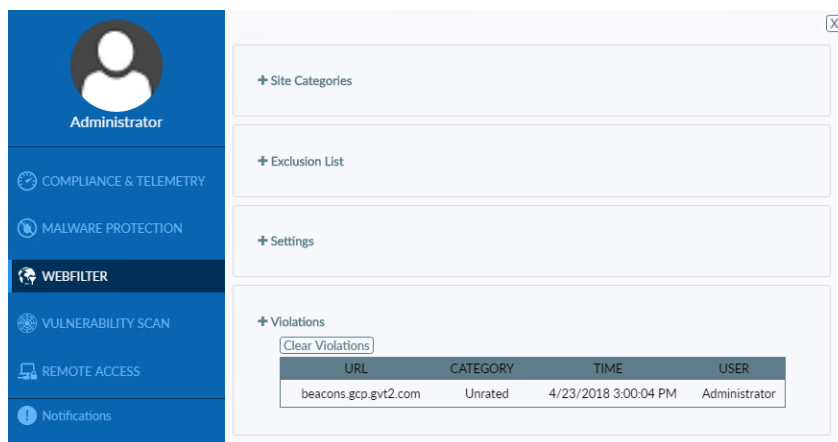 X
Administrator
COMPLIANCE & TELEMETRY
MALWARE PROTECTION
WEBFILTER
VULNERABILITY SCAN
REMOTE ACCESS
Notifications
+ Site Categories
+ Exclusion List
+ Settings
+ Violations
Clear Violations
URL CATEGORY TIME USER
beacons.gcp.gvt2.com Unrated 4/23/2018 3:00:04 PM Administrator